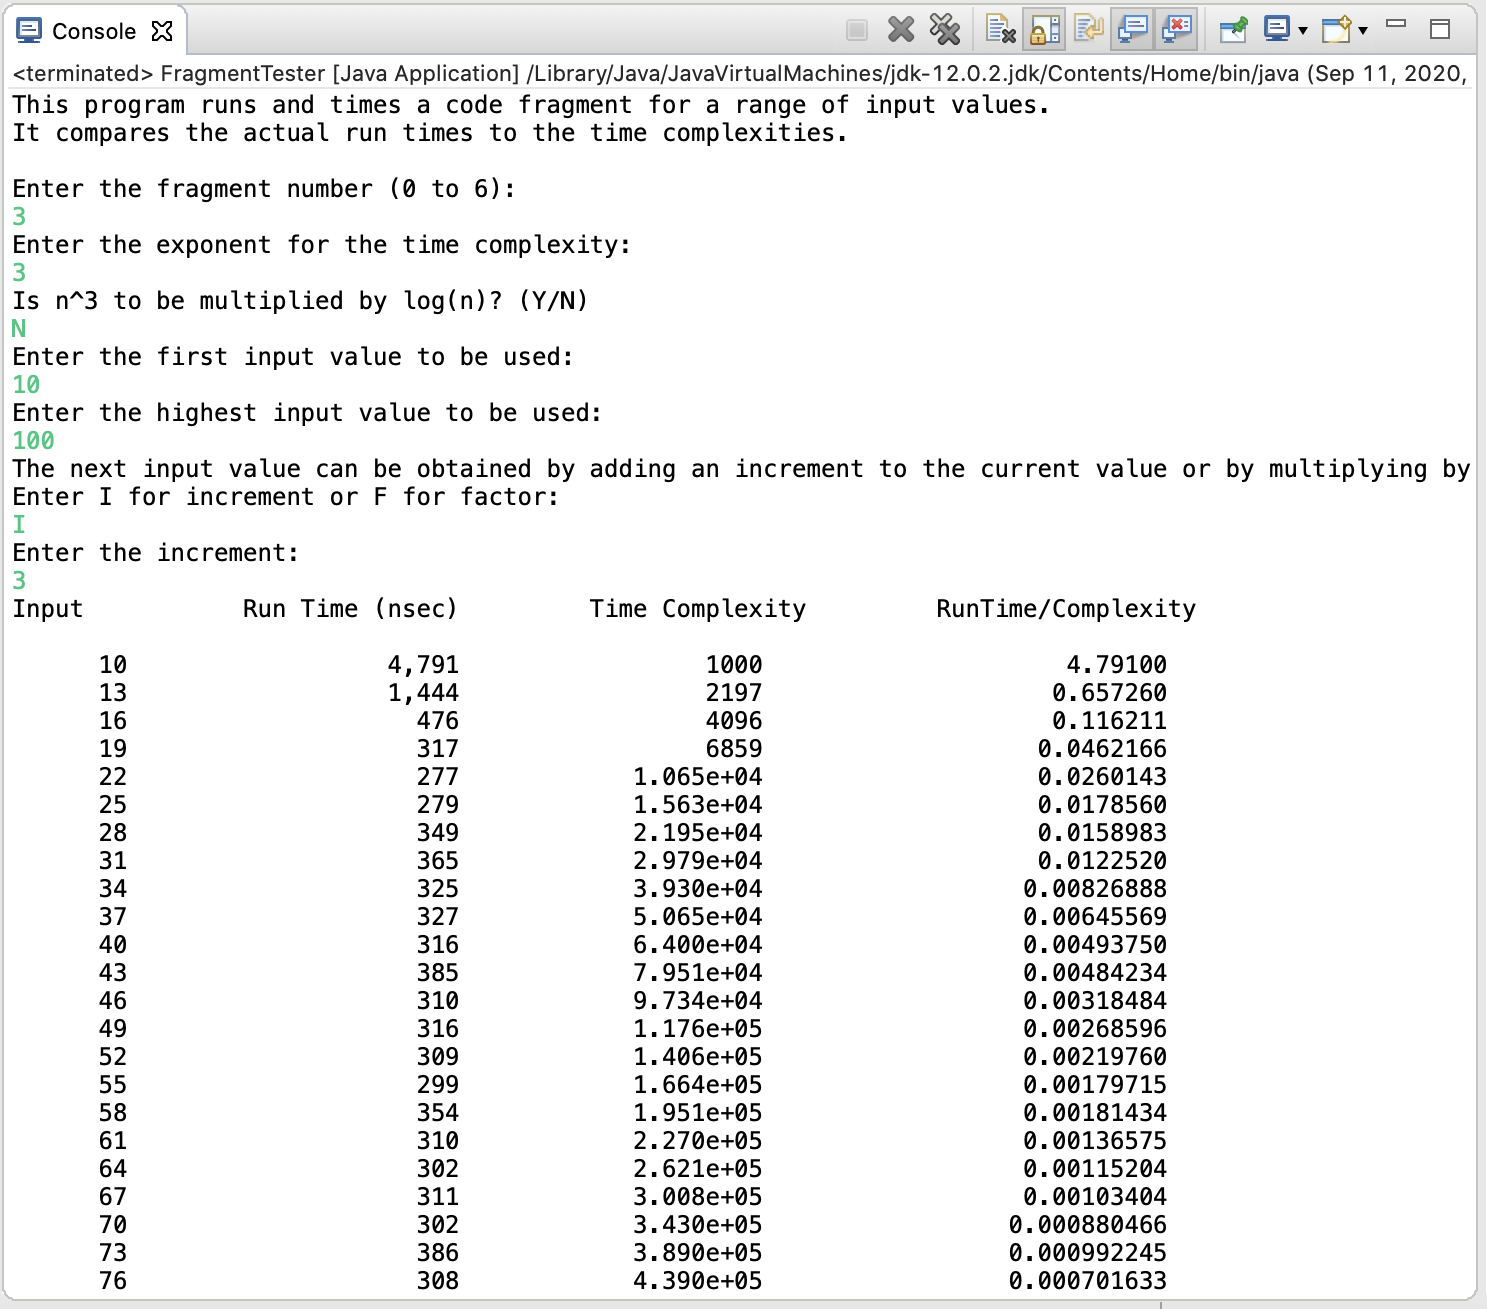 Console
<terminated> FragmentTester [Java Application] /Library/Java/JavaVirtualMachines/jdk-12.0.2.jdk/Contents/Home/bin/java (Sep 11, 2020,
This program runs and times a code fragment for a range of input values.
It compares the actual run times to the time complexities.
Enter the fragment number (0 to 6):
3
Enter the exponent for the time complexity:
3
Is n^3 to be multiplied by log(n)? (Y/N)
N
Enter the first input value to be used:
10
Enter the highest input value to be used:
100
The next input value can be obtained by adding an increment to the current value or by multiplying by
Enter I for increment or F for factor:
I
Enter the increment:
3
Input Run Time (nsec) Time Complexity RunTime/Complexity
10 4,791 1000 4.79100
13 1,444 2197 0.657260
16 476 4096 0.116211
19 317 6859 0.0462166
22 277 1.065e+04 0.0260143
25 279 1.563e+04 0.0178560
28 349 2.195e+04 0.0158983
31 365 2.979e+04 0.0122520
34 325 3.930e+04 0.00826888
37 327 5.065e+04 0.00645569
40 316 6.400e+04 0.00493750
43 385 7.951e+04 0.00484234
46 310 9.734e+04 0.00318484
49 316 1.176e+05 0.00268596
52 309 1.406e+05 0.00219760
55 299 1.664e+05 0.00179715
58 354 1.951e+05 0.00181434
61 310 2.270e+05 0.00136575
64 302 2.621e+05 0.00115204
67 311 3.008e+05 0.00103404
70 302 3.430e+05 0.000880466
73 386 3.890e+05 0.000992245
76 308 4.390e+05 0.000701633